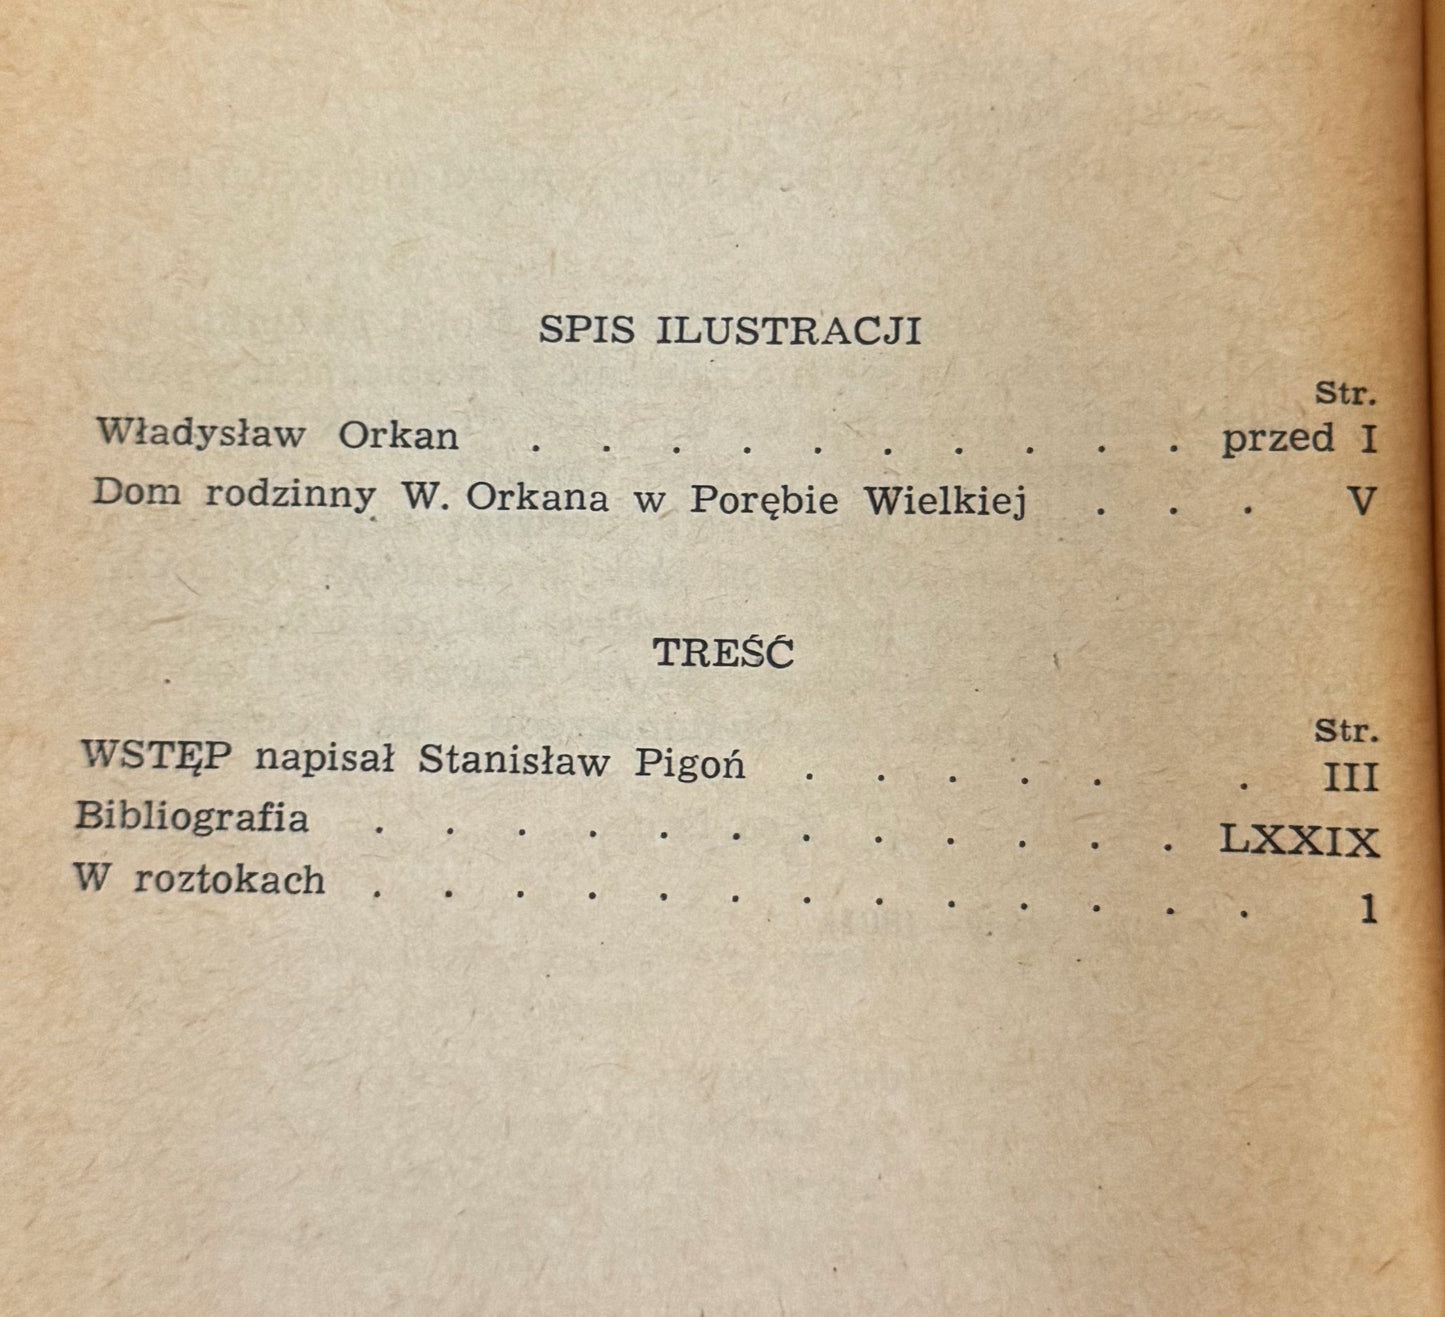 SPIS ILUSTRACJI
Str.
Władysław Orkan . . . . . . . . . . przed I
Dom rodzinny W. Orkana w Porębie Wielkiej . . . V
TREŚĆ
Str.
WSTĘP napisał Stanisław Pigoń . . . . . . III
Bibliografia . . . . . . . . . . . . LXXIX
W roztokach . . . . . . . . . . . . . 1